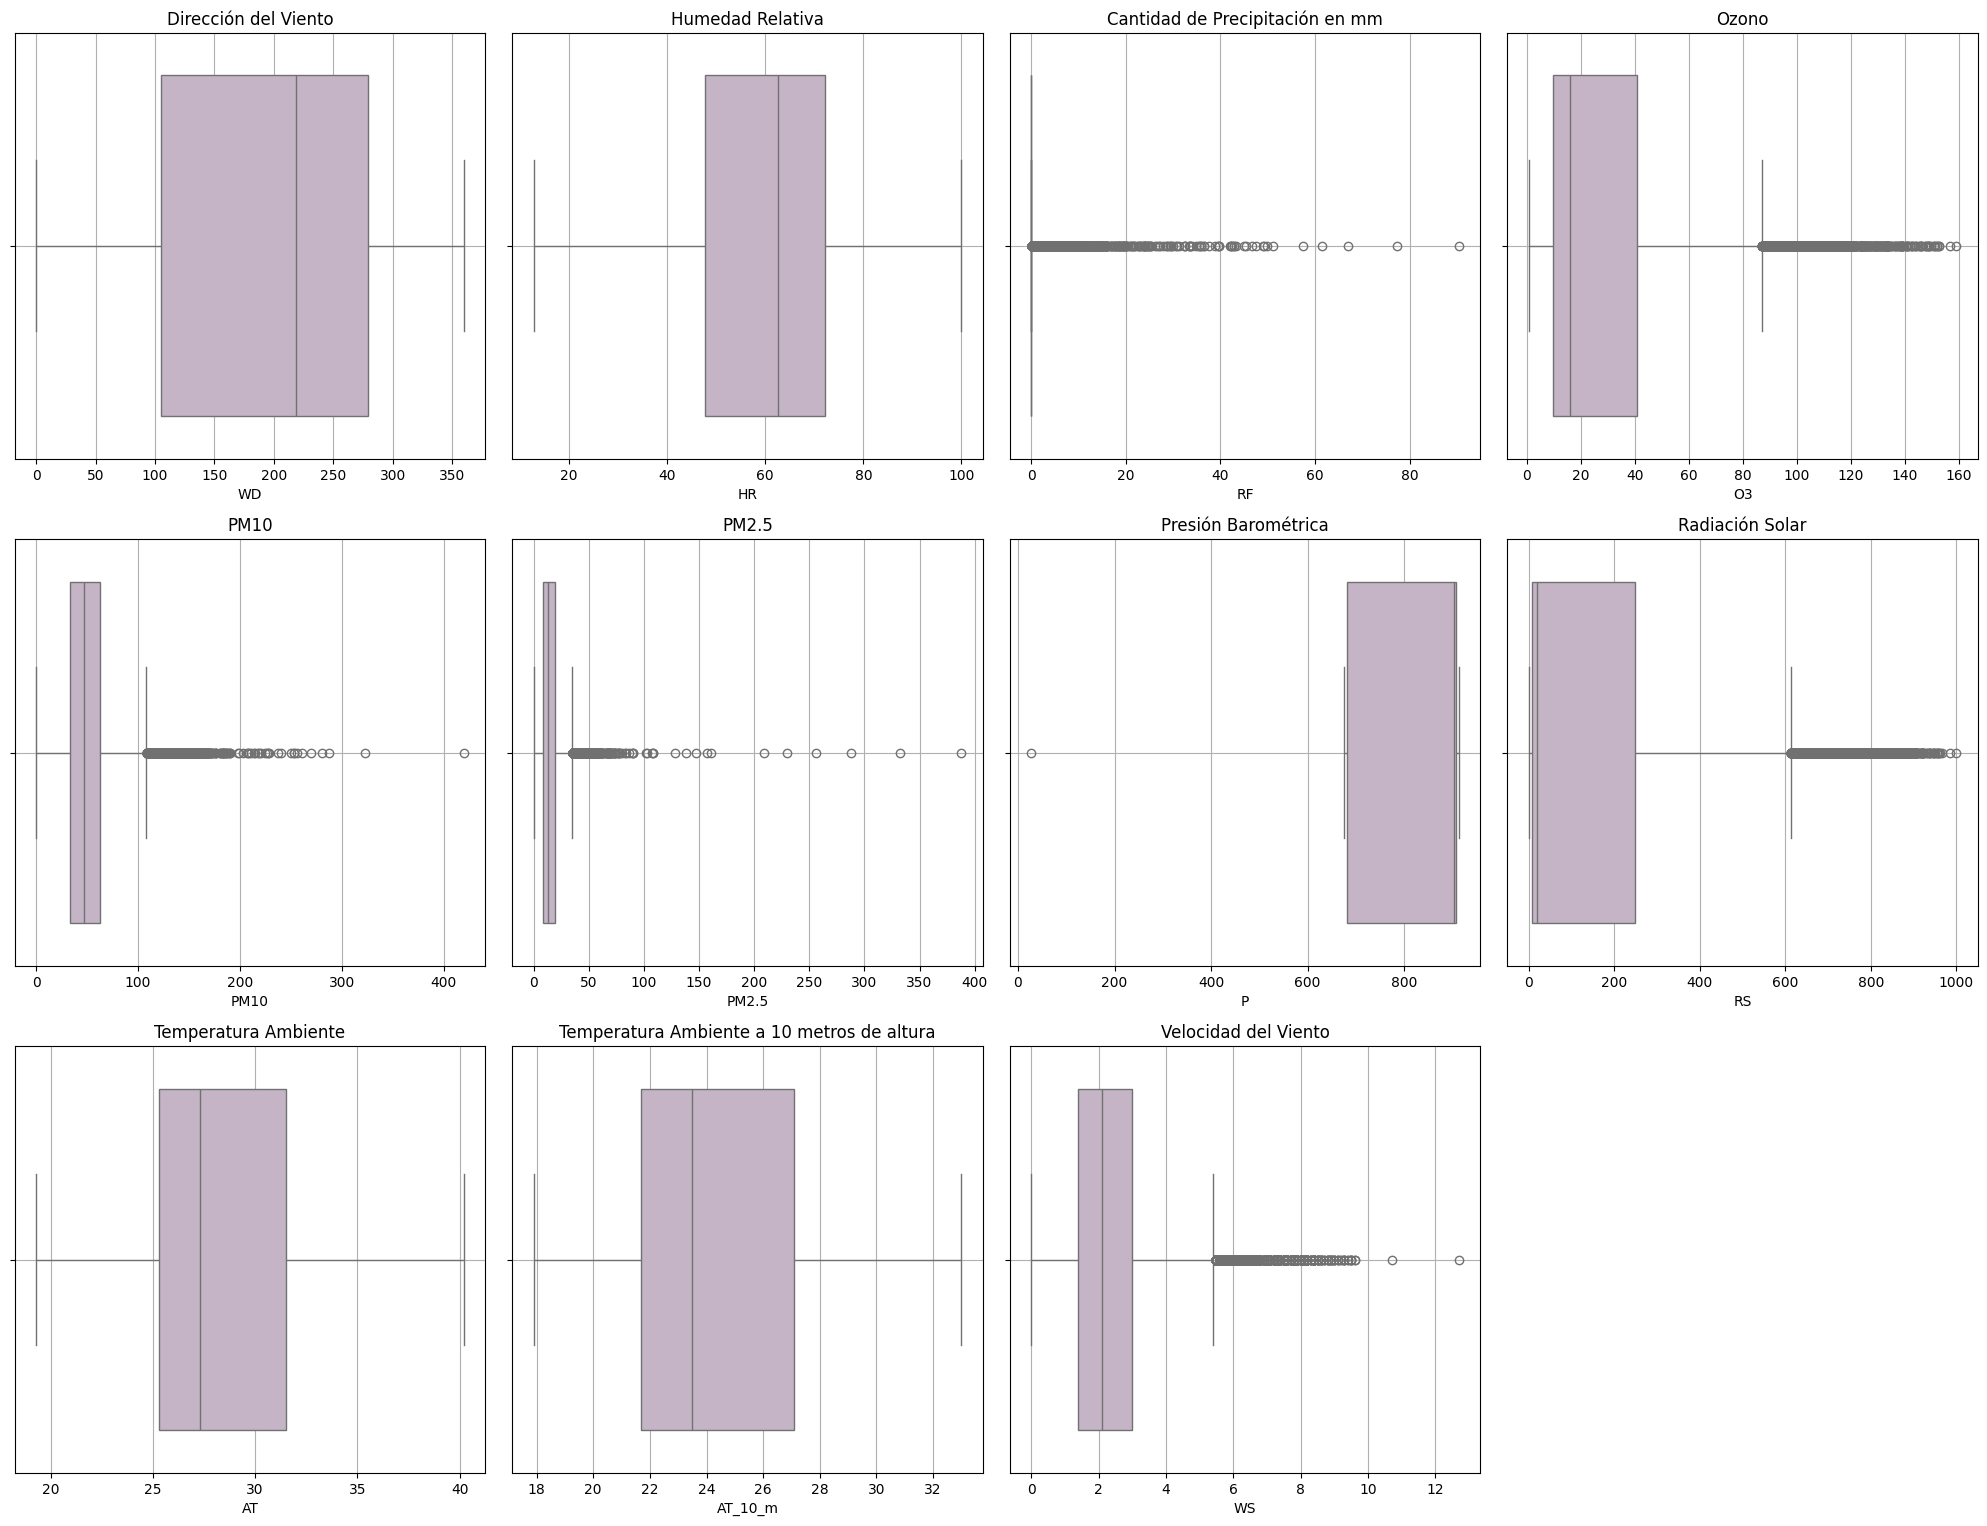 Dirección del Viento Humedad Relativa Cantidad de Precipitación en mm Ozono
0 50 100 150 200 250 300 350 20 40 60 80 100 0 20 40 60 80 0 20 40 60 80 100 120 140 160
WD HR RF O3
PM10 PM2.5 Presión Barométrica Radiación Solar
0 100 200 300 400 0 50 100 150 200 250 300 350 400 0 200 400 600 800 0 200 400 600 800 1000
PM10 PM2.5 P RS
Temperatura Ambiente Temperatura Ambiente a 10 metros de altura Velocidad del Viento
20 25 30 35 40 18 20 22 24 26 28 30 32 0 2 4 6 8 10 12
AT AT_10_m WS